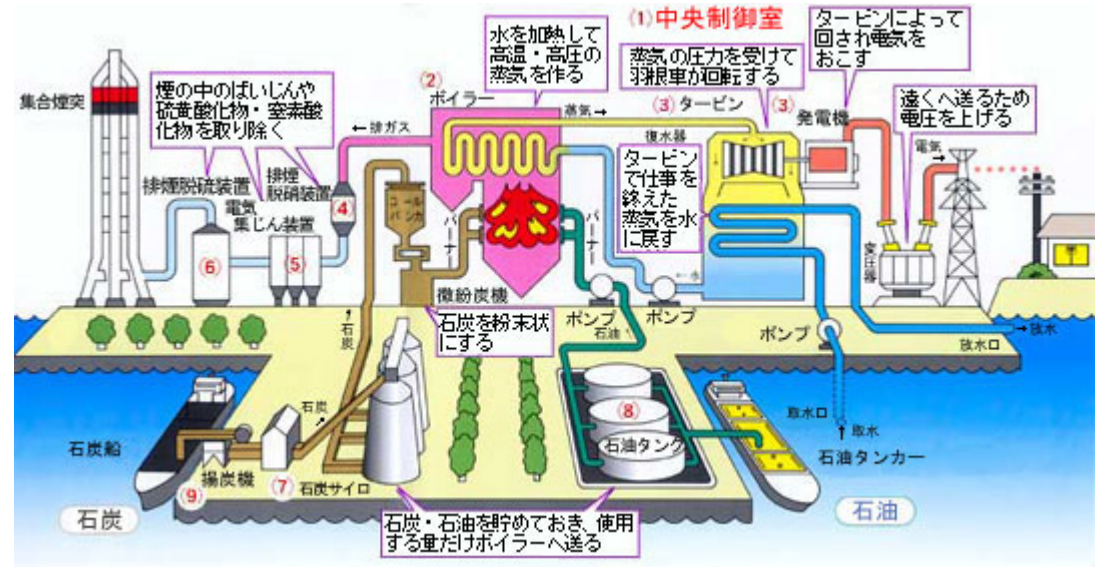 (1)中央制御室
タービンによって
回され電気を
おこす
水を加熱して
高温・高圧の
蒸気を作る
蒸気の圧力を受けて
羽根車が回転する
(2)
ボイラー
(3)タービン
(3)
発電機
遠くへ送るため
電圧を上げる
集合煙突
煙の中のばいじんや
硫黄酸化物・窒素酸
化物を取り除く
←排ガス
蒸気→
復水器
電気
→
排煙脱硫装置
排煙
脱硝装置
(4)
電気
集じん装置
コール
バンカ
バーナー
バーナー
タービン
で仕事を
終えた
蒸気を水
に戻す
変圧器
(6)
(5)
←水
微紛炭機
ポンプ
ポンプ
石炭を粉末状
にする
石油
石炭→
ポンプ
→放水
放水口
石炭→
(8)
石油タンク
取水口
↑取水
石炭船
揚炭機
(9)
(7)
石炭サイロ
石油タンカー
石炭
石油
石炭・石油を貯めておき、使用
する量だけボイラーへ送る